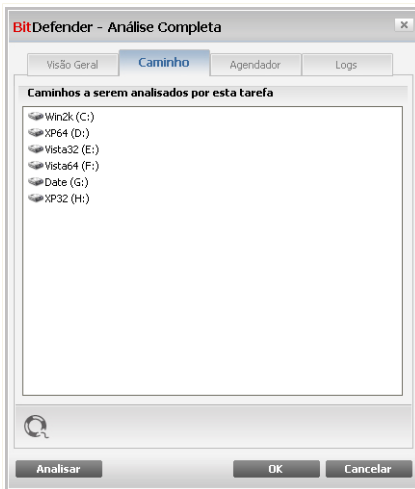 BitDefender - Análise Completa
Visão Geral Caminho Agendador Logs
Caminhos a serem analisados por esta tarefa
Win2k (C:)
XP64 (D:)
Vista32 (E:)
Vista64 (F:)
Date (G:)
XP32 (H:)
Analisar OK Cancelar